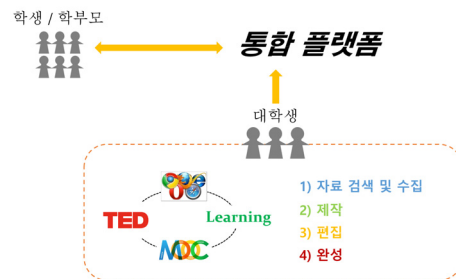 학생 / 학부모
통합 플랫폼
대학생
TED
Learning
MOOC
1) 자료 검색 및 수집
2) 제작
3) 편집
4) 완성